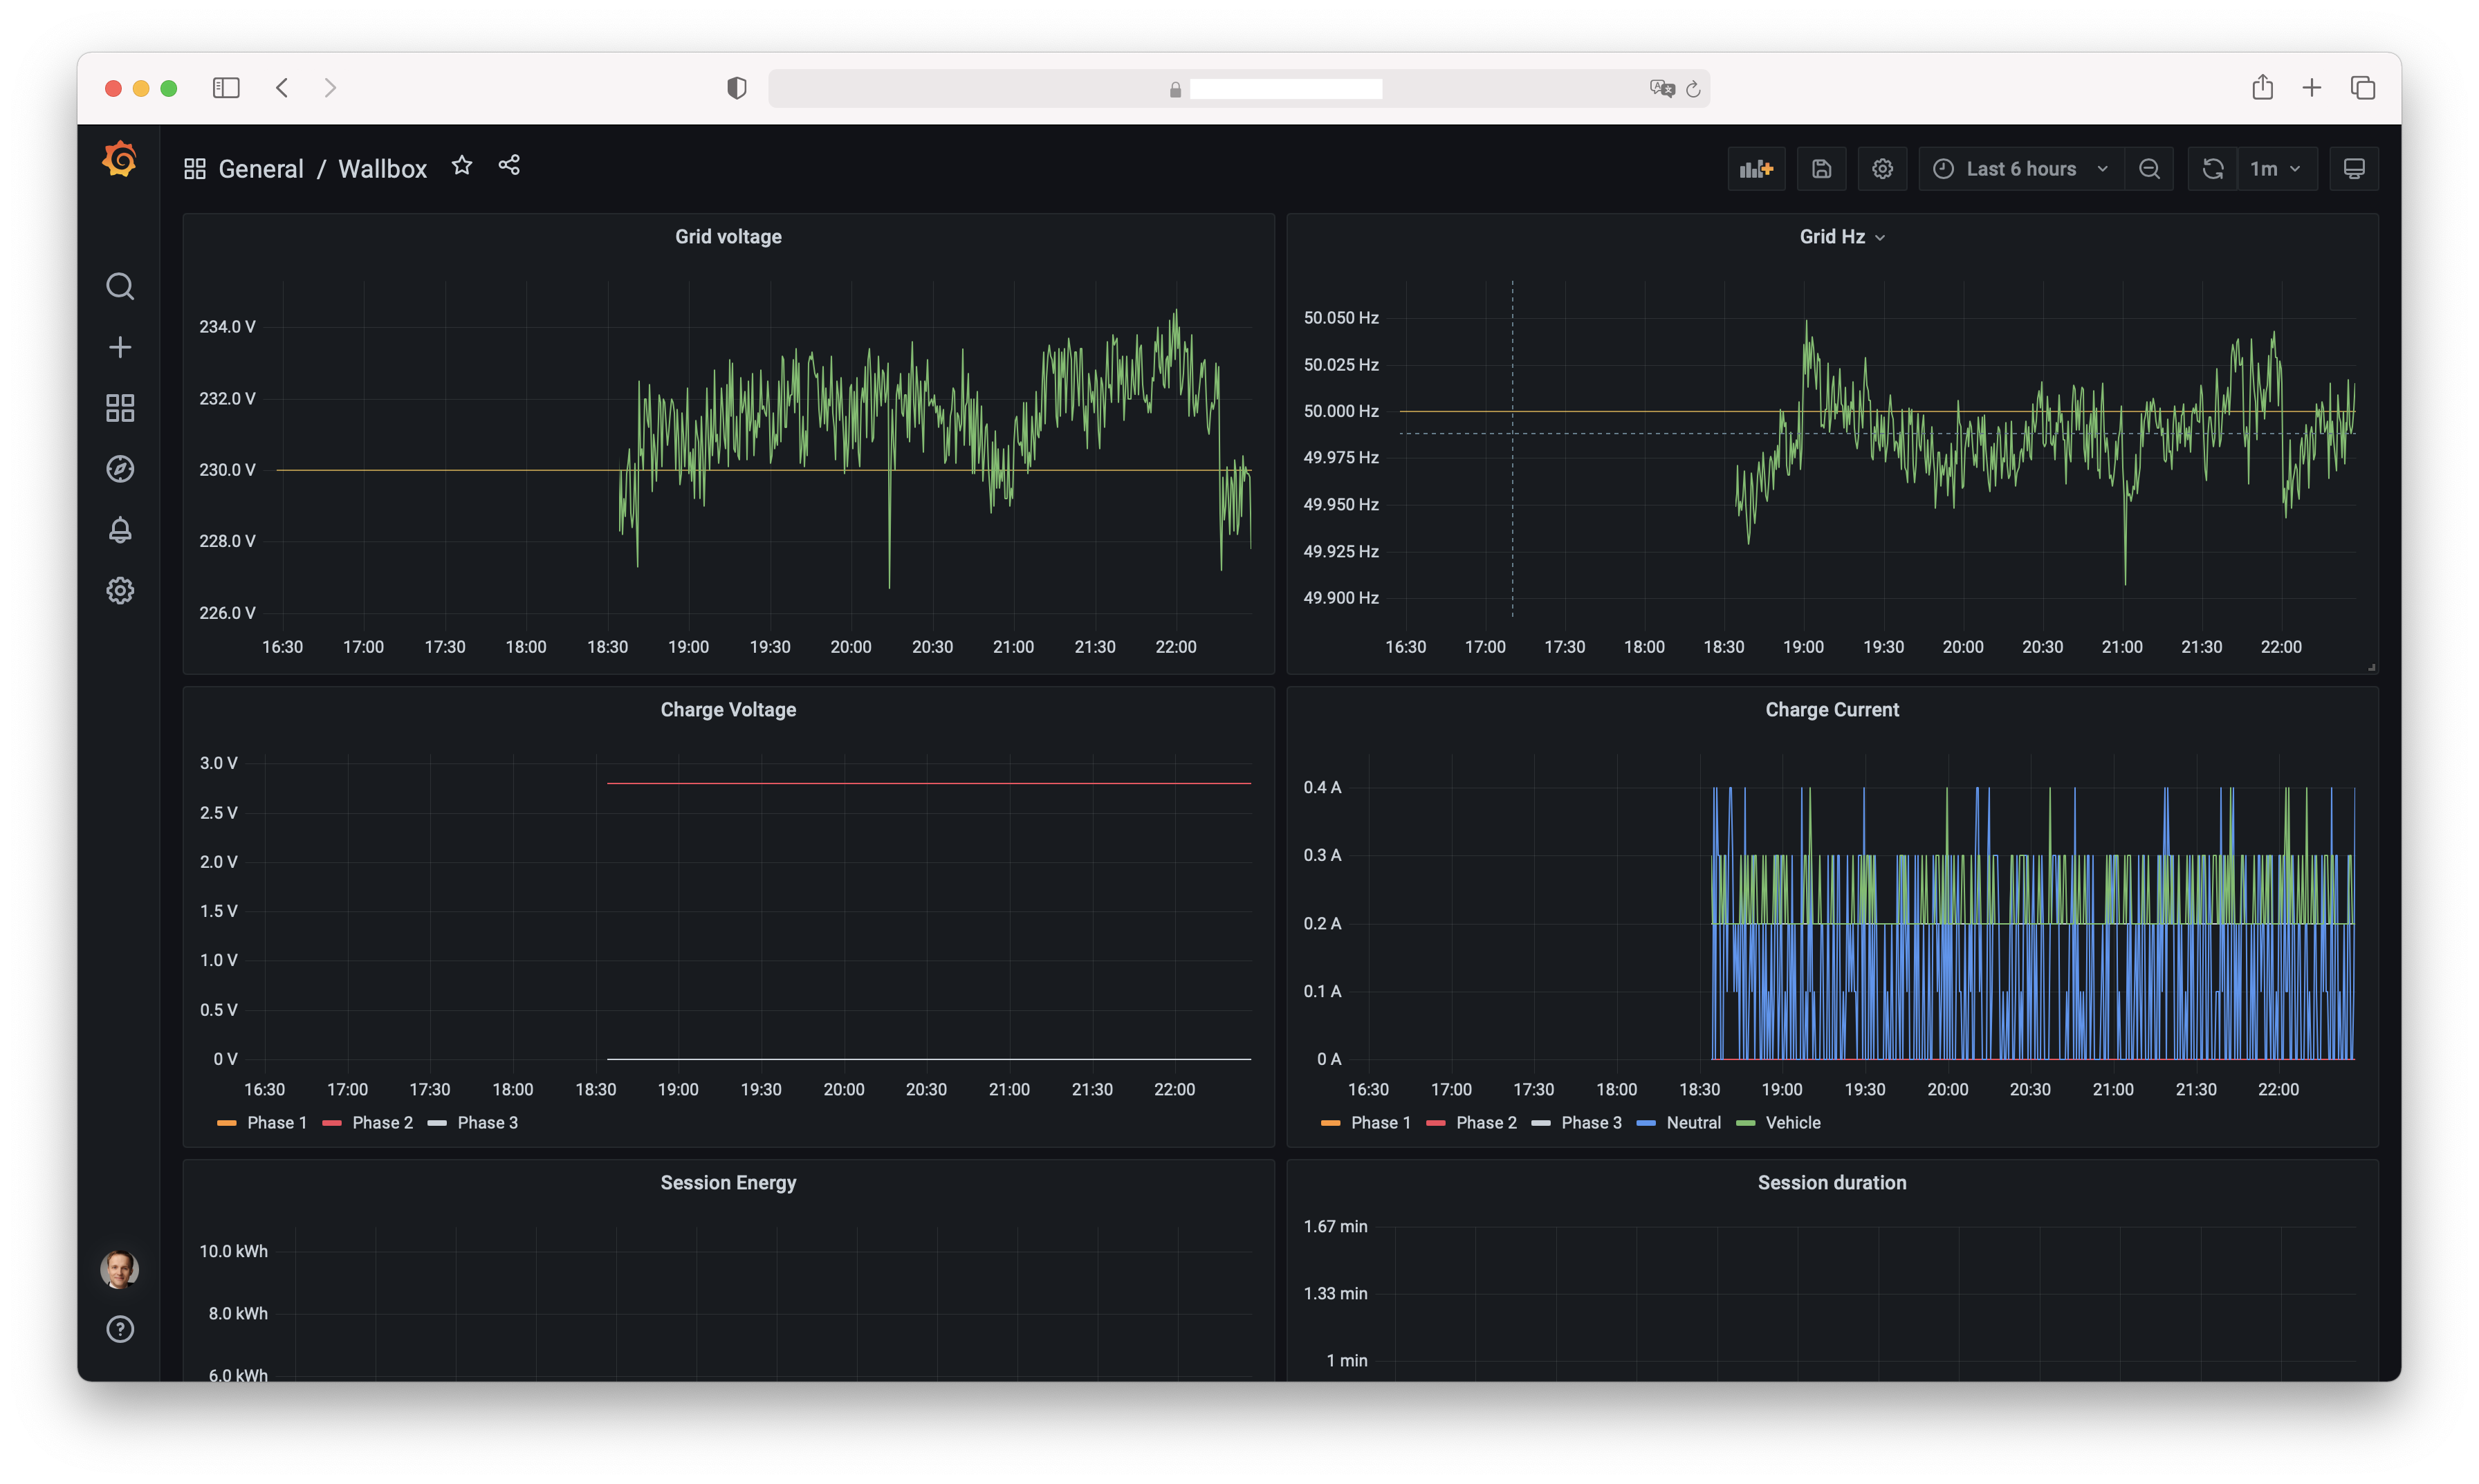 General / Wallbox
Last 6 hours
1m
Grid voltage
234.0 V
232.0 V
230.0 V
228.0 V
226.0 V
16:30 17:00 17:30 18:00 18:30 19:00 19:30 20:00 20:30 21:00 21:30 22:00
Grid Hz
50.050 Hz
50.025 Hz
50.000 Hz
49.975 Hz
49.950 Hz
49.925 Hz
49.900 Hz
16:30 17:00 17:30 18:00 18:30 19:00 19:30 20:00 20:30 21:00 21:30 22:00
Charge Voltage
3.0 V
2.5 V
2.0 V
1.5 V
1.0 V
0.5 V
0 V
16:30 17:00 17:30 18:00 18:30 19:00 19:30 20:00 20:30 21:00 21:30 22:00
Phase 1 Phase 2 Phase 3
Charge Current
0.4 A
0.3 A
0.2 A
0.1 A
0 A
16:30 17:00 17:30 18:00 18:30 19:00 19:30 20:00 20:30 21:00 21:30 22:00
Phase 1 Phase 2 Phase 3 Neutral Vehicle
Session Energy
10.0 kWh
8.0 kWh
6.0 kWh
Session duration
1.67 min
1.33 min
1 min